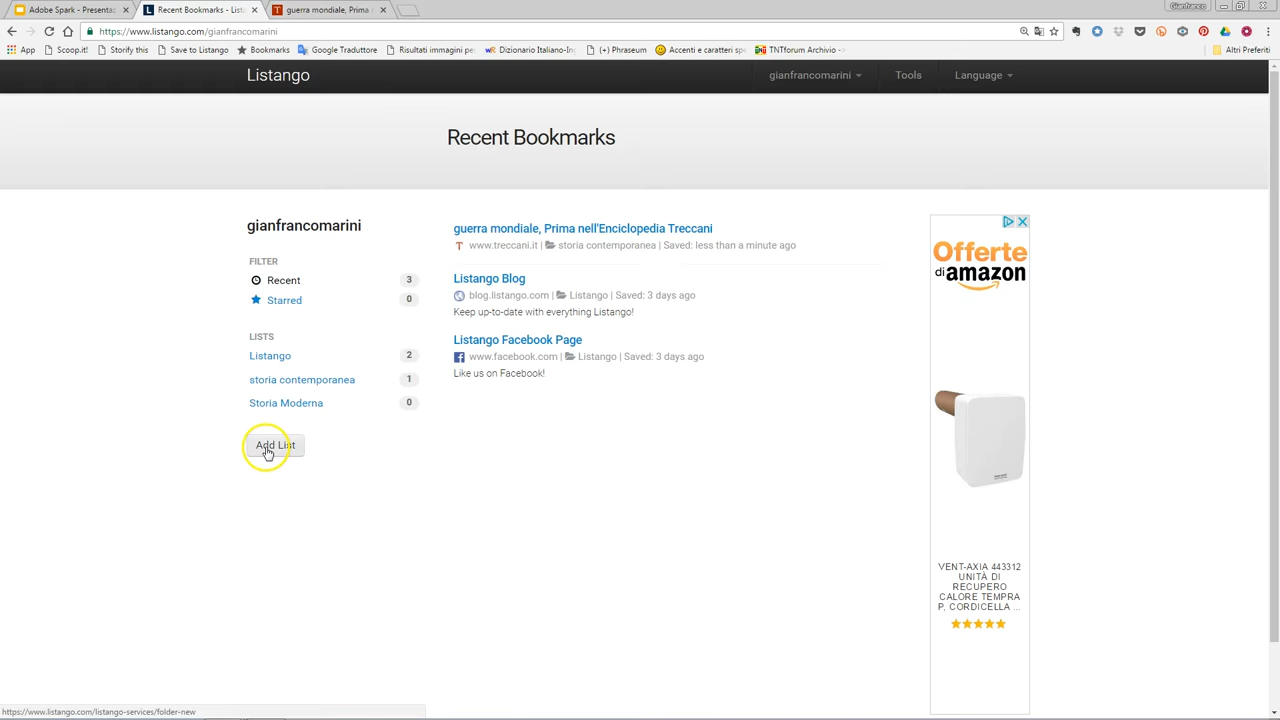 Adobe Spark - Presenta
Recent Bookmarks - List
guerra mondiale, Prima n
Gianfranco
https://www.listango.com/gianfrancomarini
App
Scoop.it!
Storify this
Save to Listango
Bookmarks
Google Traduttore
Risultati immagini pe
Dizionario Italiano-In
(+) Phraseum
Accenti e caratteri spe
TNTforum Archivio ->
Altri Preferiti
Listango
gianfrancomarini
Tools
Language
Recent Bookmarks
gianfrancomarini
FILTER
Recent 3
Starred 0
LISTS
Listango 2
storia contemporanea 1
Storia Moderna 0
Add List
guerra mondiale, Prima nell'Enciclopedia Treccani
T www.treccani.it | storia contemporanea | Saved: less than a minute ago
Listango Blog
blog.listango.com | Listango | Saved: 3 days ago
Keep up-to-date with everything Listango!
Listango Facebook Page
www.facebook.com | Listango | Saved: 3 days ago
Like us on Facebook!
Offerte
di amazon
VENT-AXIA 443312
UNITÀ DI
RECUPERO
CALORE TEMPRA
P, CORDICELLA ...
https://www.listango.com/listango-services/folder-new